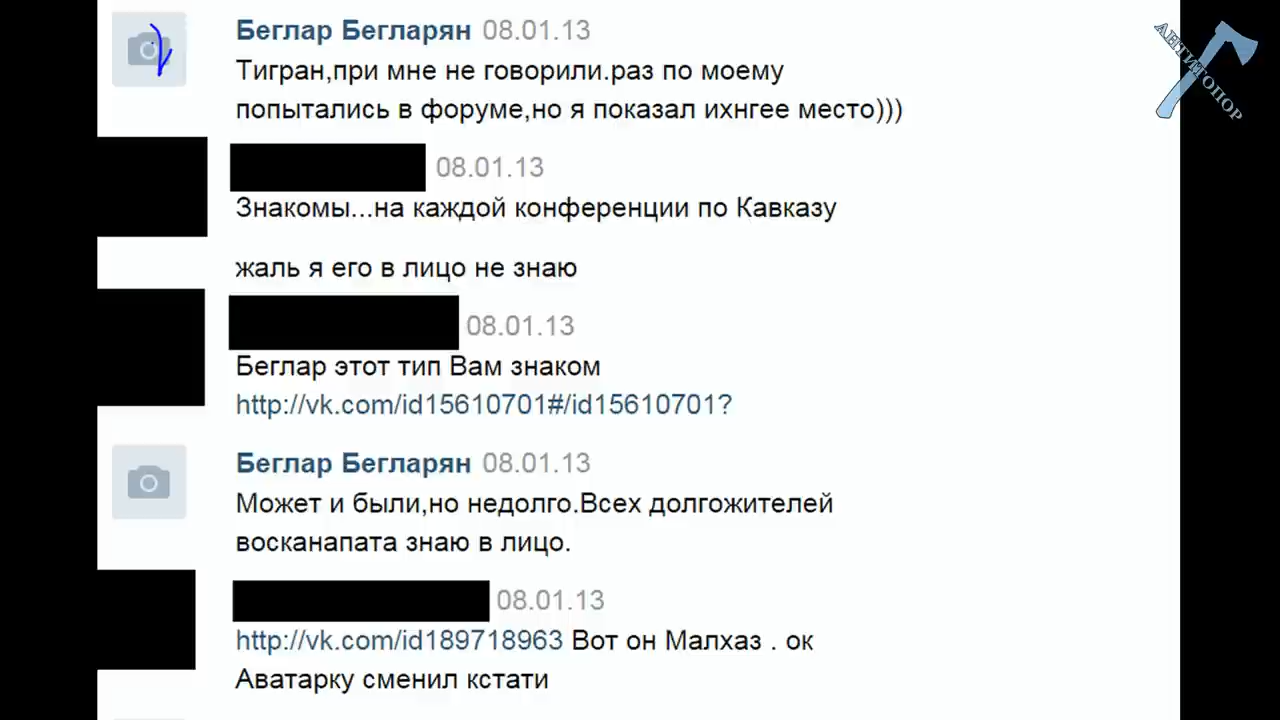 Беглар Бегларян 08.01.13
Тигран,при мне не говорили.раз по моему
попытались в форуме,но я показал ихнгее место)))
08.01.13
Знакомы...на каждой конференции по Кавказу
жаль я его в лицо не знаю
08.01.13
Беглар этот тип Вам знаком
http://vk.com/id15610701#/id15610701?
Беглар Бегларян 08.01.13
Может и были,но недолго.Всех долгожителей
восканапата знаю в лицо.
08.01.13
http://vk.com/id189718963 Вот он Малхаз . ок
Аватарку сменил кстати
АНТИТОПОР